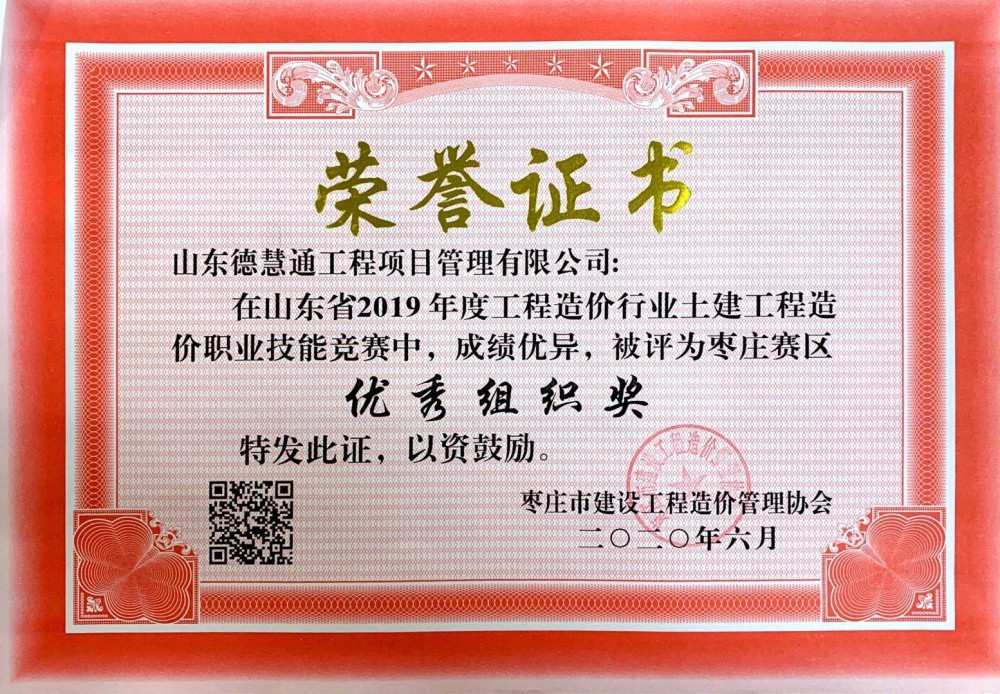 荣誉证书
山东德慧通工程项目管理有限公司:
在山东省2019年度工程造价行业土建工程造
价职业技能竞赛中，成绩优异，被评为枣庄赛区
优秀组织奖
特发此证，以资鼓励。
枣庄市建设工程造价管理协会
二〇二〇年六月